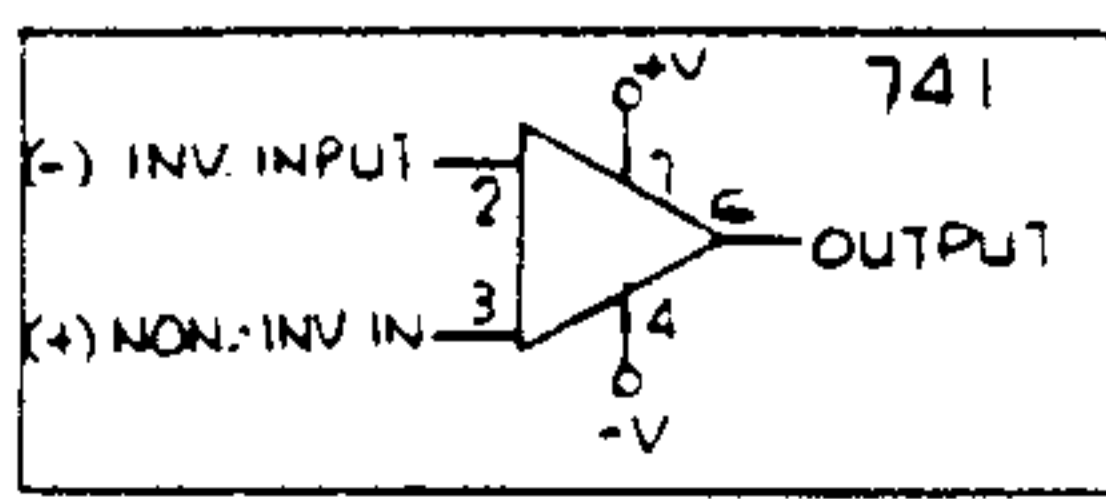 +V 741
(-) INV. INPUT
2
7
6
OUTPUT
3
(+) NON-INV IN
4
-V